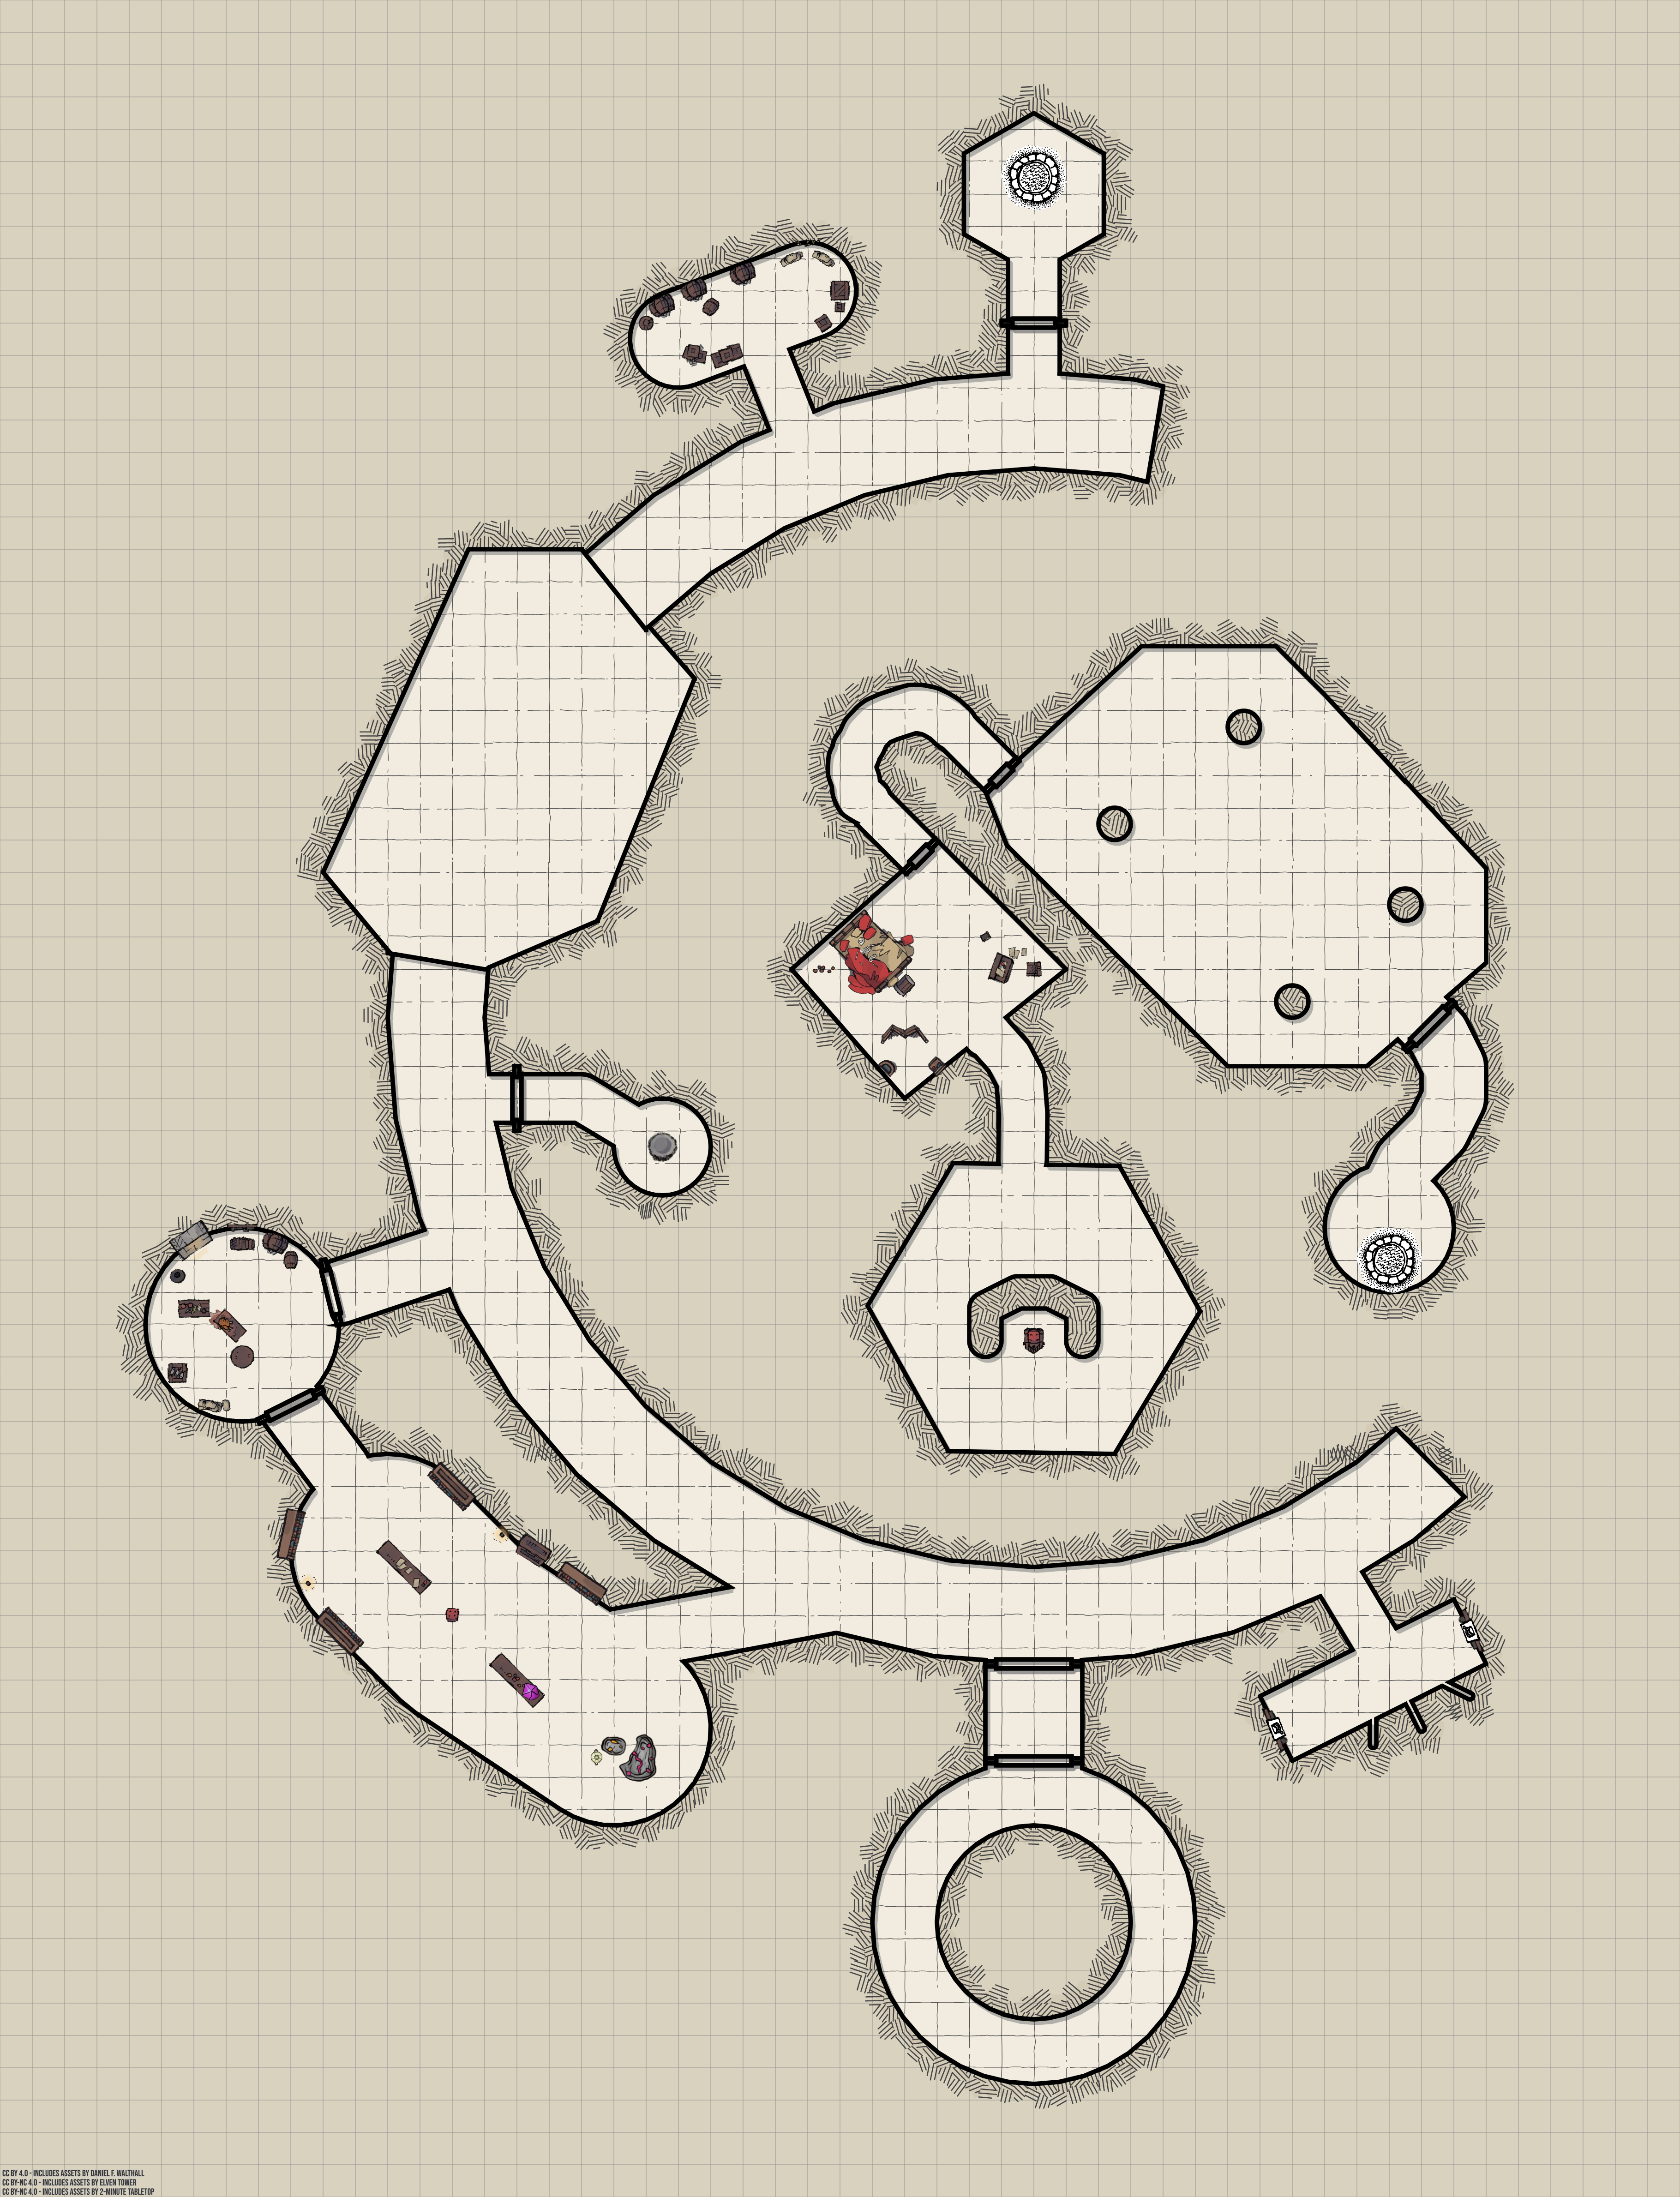 CC BY 4.0 - INCLUDES ASSETS BY DANIEL F. WALTHALL
CC BY-NC 4.0 - INCLUDES ASSETS BY ELVEN TOWER
CC BY-NC 4.0 - INCLUDES ASSETS BY 2-MINUTE TABLETOP